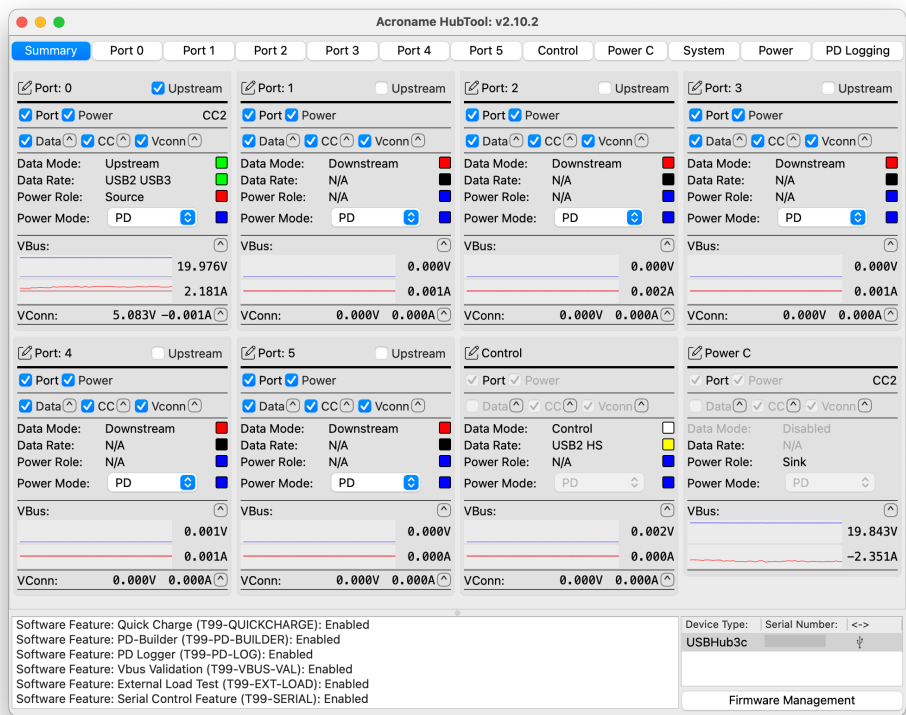 Acroname HubTool: v2.10.2
Summary Port 0 Port 1 Port 2 Port 3 Port 4 Port 5 Control Power C System Power PD Logging
Port: 0 Upstream
Port Power CC2
Data CC Vconn
Data Mode: Upstream
Data Rate: USB2 USB3
Power Role: Source
Power Mode: PD
VBus:
19.976V
2.181A
VConn: 5.083V -0.001A
Port: 1 Upstream
Port Power
Data CC Vconn
Data Mode: Downstream
Data Rate: N/A
Power Role: N/A
Power Mode: PD
VBus:
0.000V
0.001A
VConn: 0.000V 0.000A
Port: 2 Upstream
Port Power
Data CC Vconn
Data Mode: Downstream
Data Rate: N/A
Power Role: N/A
Power Mode: PD
VBus:
0.000V
0.002A
VConn: 0.000V 0.000A
Port: 3 Upstream
Port Power
Data CC Vconn
Data Mode: Downstream
Data Rate: N/A
Power Role: N/A
Power Mode: PD
VBus:
0.000V
0.001A
VConn: 0.000V 0.000A
Port: 4 Upstream
Port Power
Data CC Vconn
Data Mode: Downstream
Data Rate: N/A
Power Role: N/A
Power Mode: PD
VBus:
0.001V
0.001A
VConn: 0.000V 0.000A
Port: 5 Upstream
Port Power
Data CC Vconn
Data Mode: Downstream
Data Rate: N/A
Power Role: N/A
Power Mode: PD
VBus:
0.000V
0.000A
VConn: 0.000V 0.000A
Control
Port Power
Data CC Vconn
Data Mode: Control
Data Rate: USB2 HS
Power Role: N/A
Power Mode: PD
VBus:
0.002V
0.000A
VConn: 0.000V 0.000A
Power C
Port Power CC2
Data CC Vconn
Data Mode: Disabled
Data Rate: N/A
Power Role: Sink
Power Mode: PD
VBus:
19.843V
-2.351A
Software Feature: Quick Charge (T99-QUICKCHARGE): Enabled
Software Feature: PD-Builder (T99-PD-BUILDER): Enabled
Software Feature: PD Logger (T99-PD-LOG): Enabled
Software Feature: Vbus Validation (T99-VBUS-VAL): Enabled
Software Feature: External Load Test (T99-EXT-LOAD): Enabled
Software Feature: Serial Control Feature (T99-SERIAL): Enabled
Device Type: Serial Number: <->
USBHub3c
Firmware Management